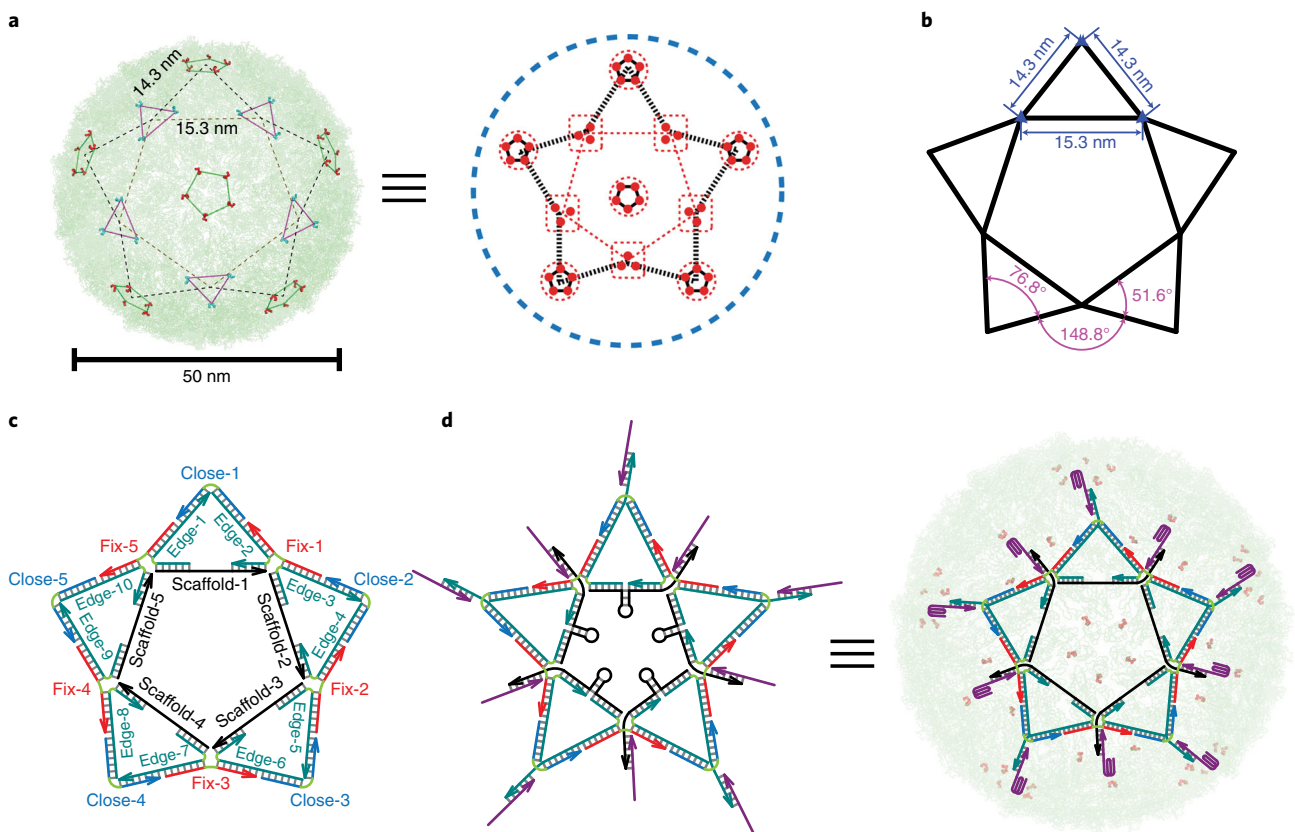 a
14.3 nm
15.3 nm
50 nm
b
14.3 nm
14.3 nm
15.3 nm
76.8°
51.6°
148.8°
c
Close-1
Edge-1
Edge-2
Fix-5
Fix-1
Close-5
Scaffold-1
Close-2
Edge-10
Edge-3
Scaffold-5
Scaffold-2
Edge-4
Edge-9
Fix-4
Scaffold-4
Scaffold-3
Fix-2
Edge-8
Edge-5
Edge-7
Edge-6
Fix-3
Close-4
Close-3
d